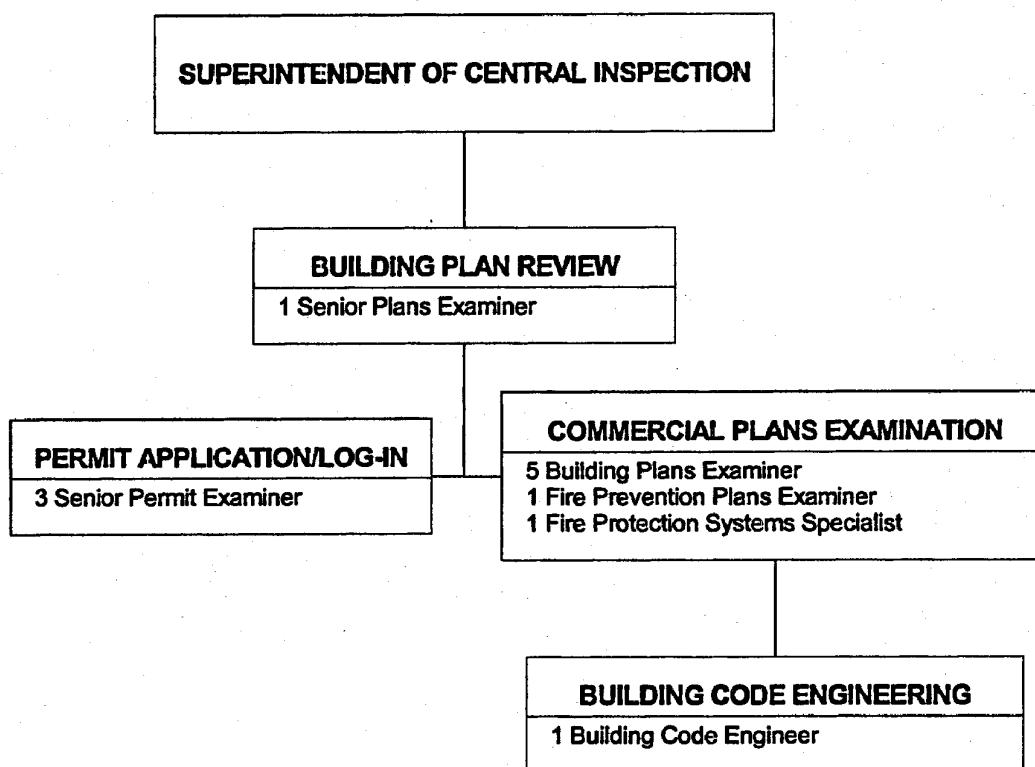 SUPERINTENDENT OF CENTRAL INSPECTION
BUILDING PLAN REVIEW
1 Senior Plans Examiner
PERMIT APPLICATION/LOG-IN
3 Senior Permit Examiner
COMMERCIAL PLANS EXAMINATION
5 Building Plans Examiner
1 Fire Prevention Plans Examiner
1 Fire Protection Systems Specialist
BUILDING CODE ENGINEERING
1 Building Code Engineer